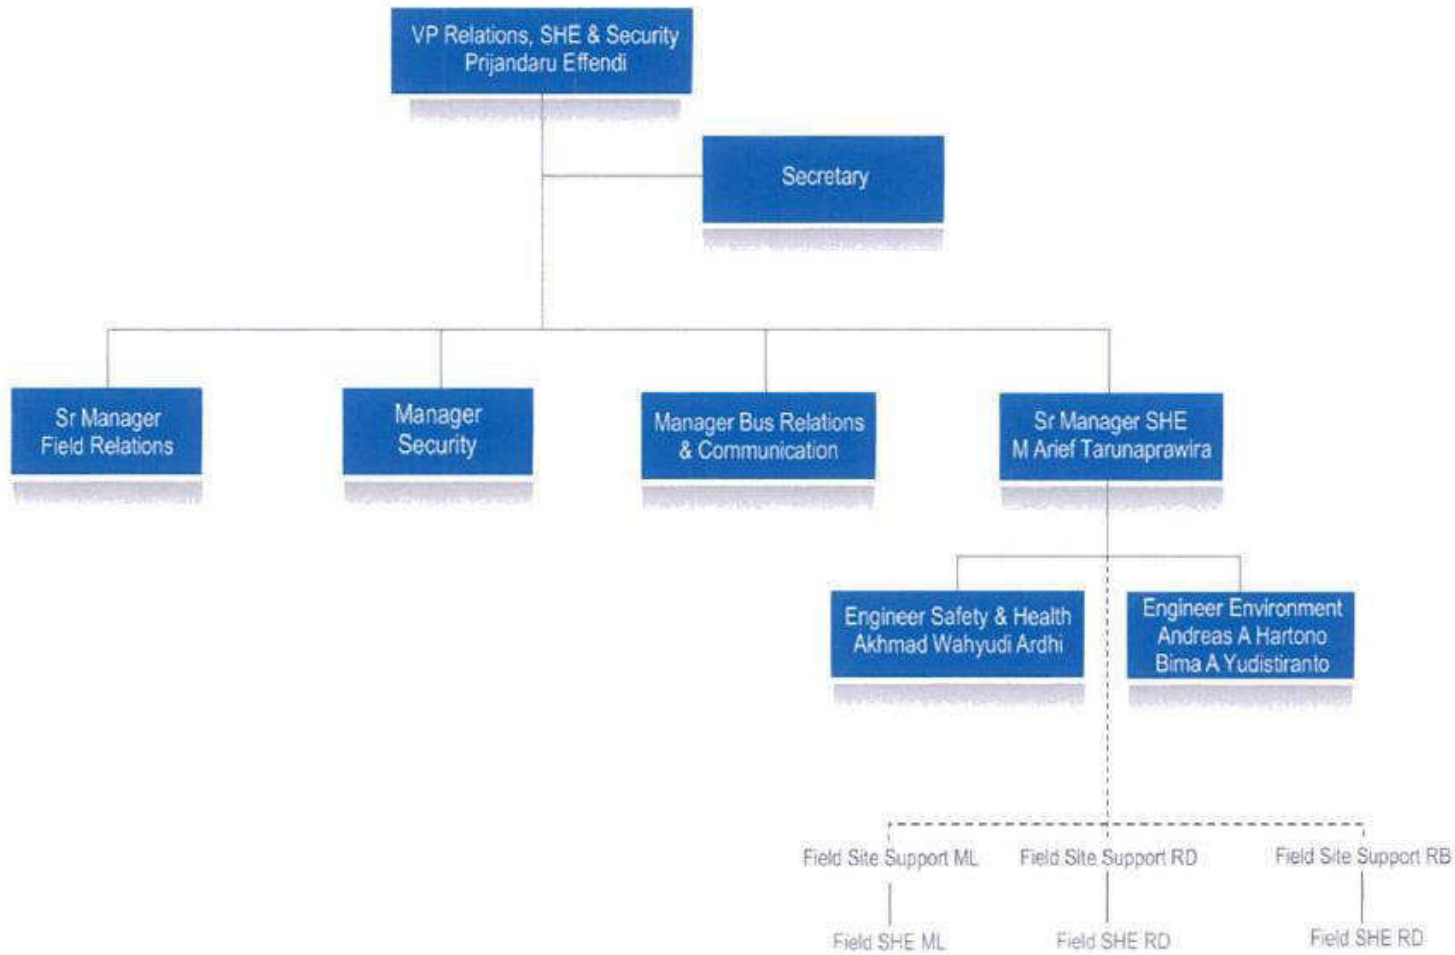 VP Relations, SHE & Security
Prijandaru Effendi
Secretary
Sr Manager
Field Relations
Manager
Security
Manager Bus Relations
& Communication
Sr Manager SHE
M Arief Tarunaprawira
Engineer Safety & Health
Akhmad Wahyudi Ardhi
Engineer Environment
Andreas A Hartono
Bima A Yudistiranto
Field Site Support ML
Field Site Support RD
Field Site Support RB
Field SHE ML
Field SHE RD
Field SHE RD